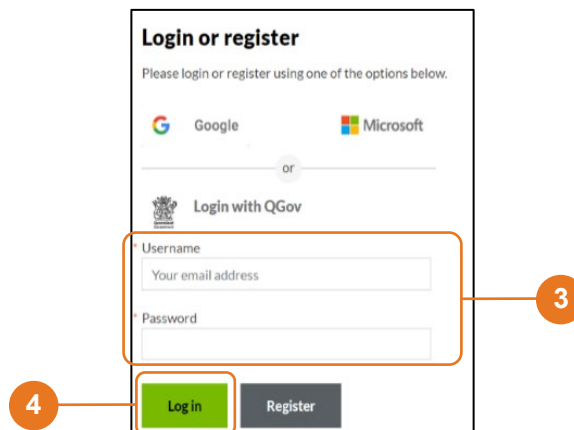 Login or register
Please login or register using one of the options below.
Google Microsoft
or
Login with QGov
* Username
Your email address
3
* Password
4
Log in Register